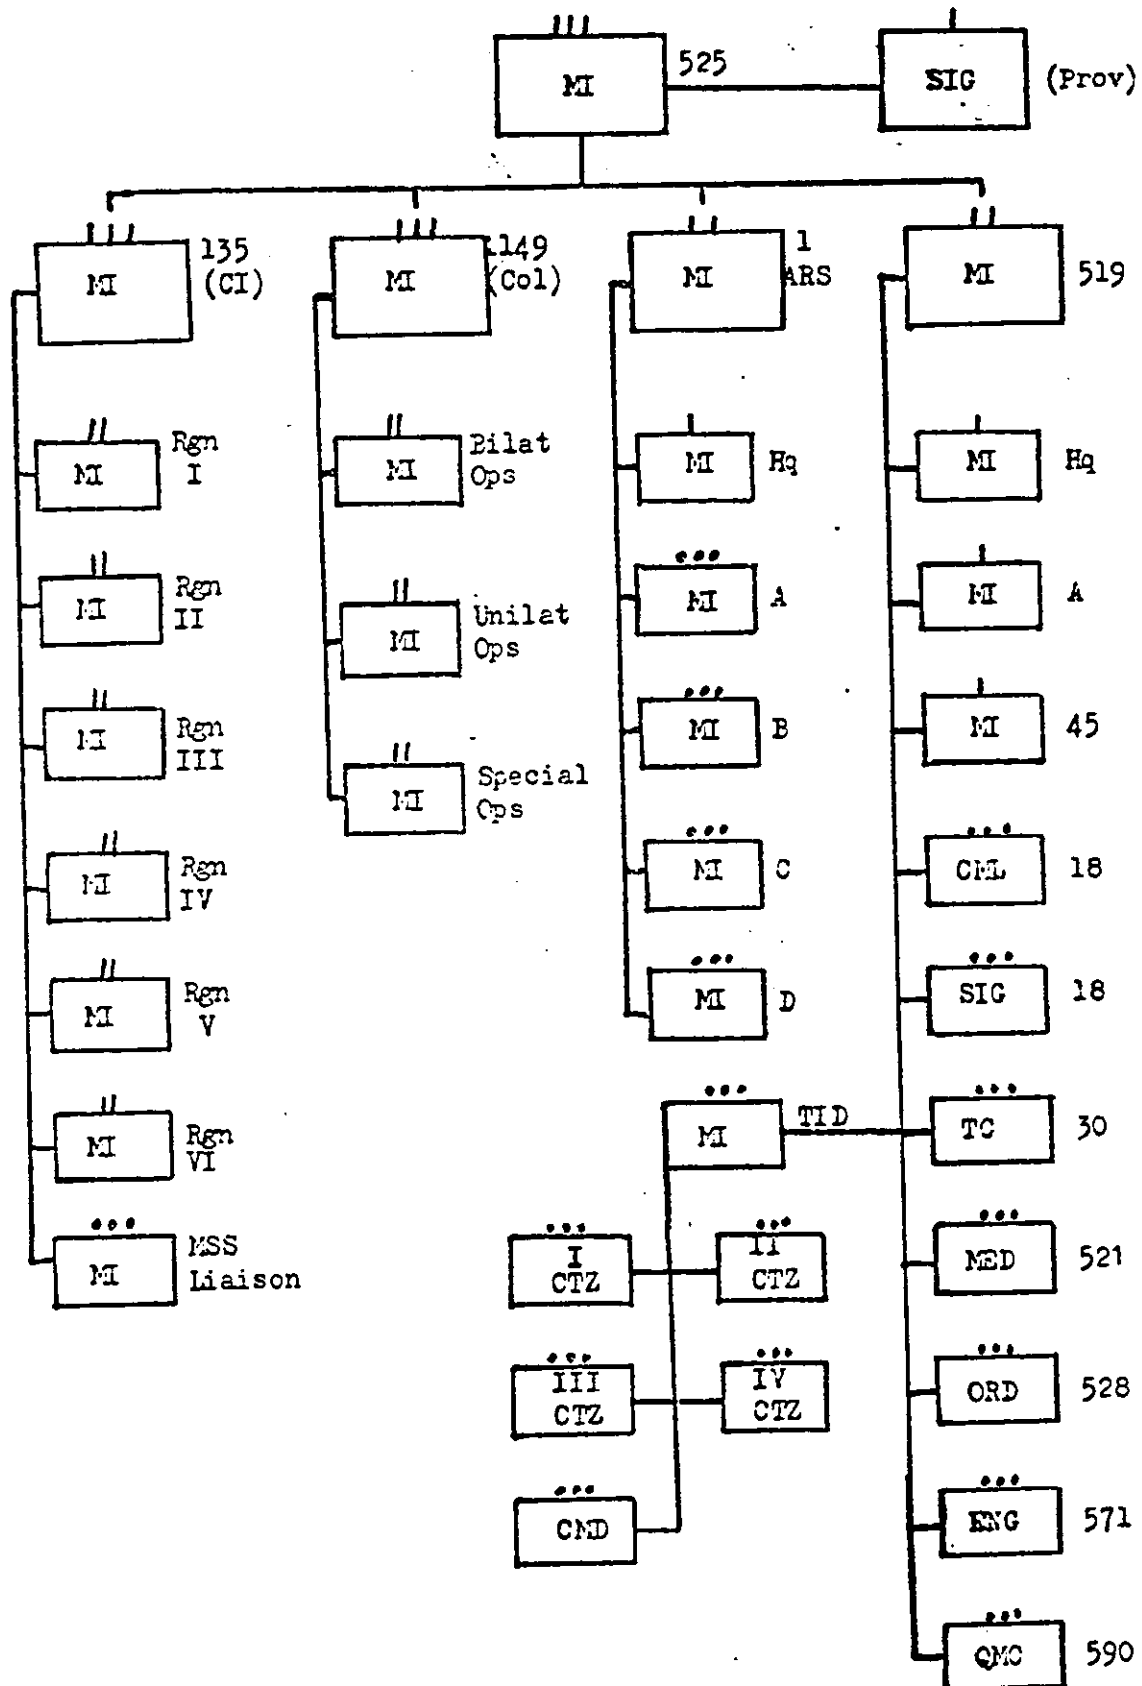 MI
525
SIG
(Prov)
MI
135
(CI)
MI
1149
(Col)
MI
1
ARS
MI
519
MI
Rgn
I
MI
Rgn
II
MI
Rgn
III
MI
Rgn
IV
MI
Rgn
V
MI
Rgn
VI
MI
MSS
Liaison
MI
Bilat
Ops
MI
Unilat
Ops
MI
Special
Ops
MI
Hq
MI
A
MI
B
MI
C
MI
D
MI
Hq
MI
A
MI
45
CML
18
SIG
18
TC
30
MED
521
ORD
528
ENG
571
QMC
590
MI
TID
I
CTZ
II
CTZ
III
CTZ
IV
CTZ
CMD